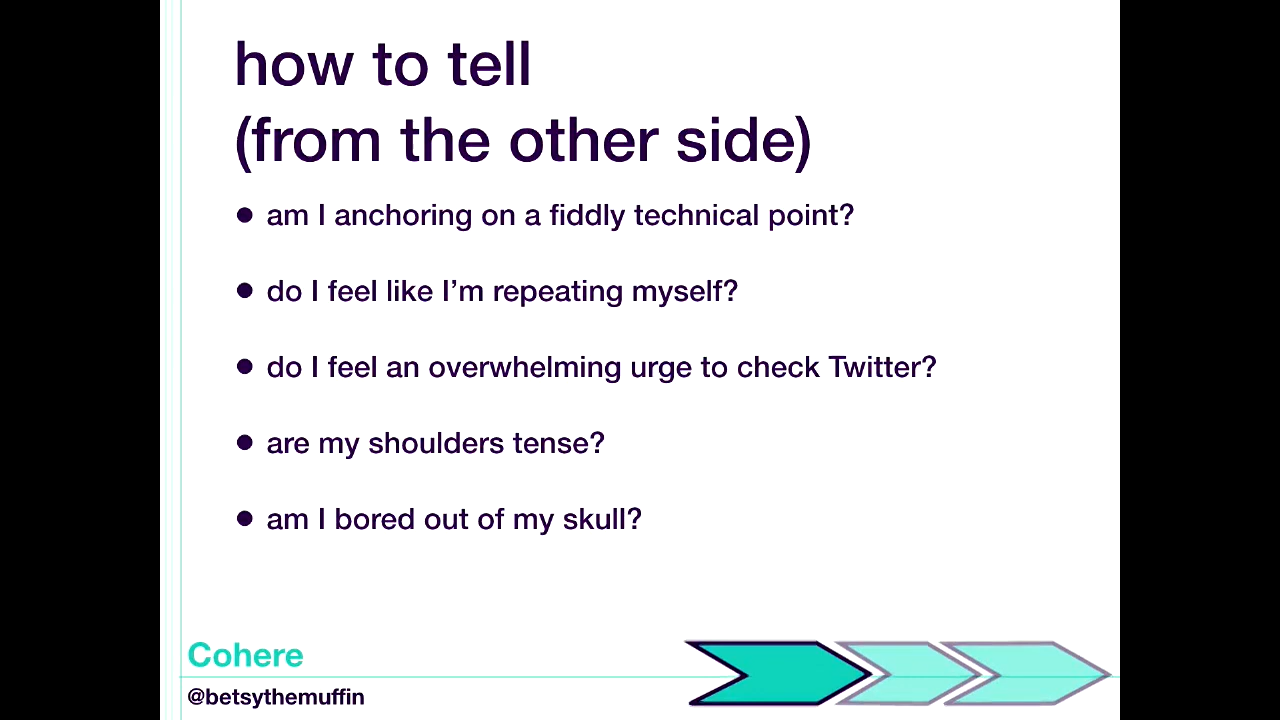 how to tell
(from the other side)
• am I anchoring on a fiddly technical point?
• do I feel like I’m repeating myself?
• do I feel an overwhelming urge to check Twitter?
• are my shoulders tense?
• am I bored out of my skull?
Cohere
@betsythemuffin